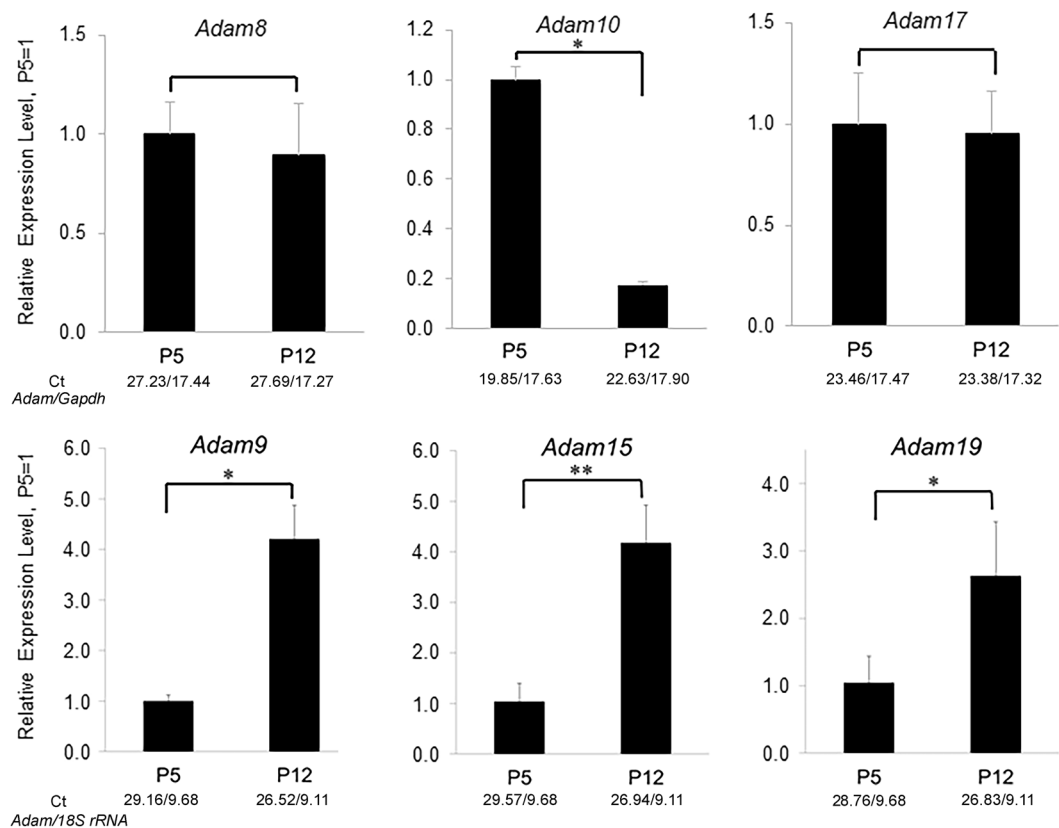 Adam8
Relative Expression Level, P5=1
1.5
1.0
0.5
0.0
P5 P12
Ct 27.23/17.44 27.69/17.27
Adam/Gapdh
Adam10
*
1.2
1.0
0.8
0.6
0.4
0.2
0.0
P5 P12
19.85/17.63 22.63/17.90
Adam17
1.5
1.0
0.5
0.0
P5 P12
23.46/17.47 23.38/17.32
Adam9
*
Relative Expression Level, P5=1
6.0
5.0
4.0
3.0
2.0
1.0
0.0
P5 P12
Ct 29.16/9.68 26.52/9.11
Adam/18S rRNA
Adam15
**
6.0
5.0
4.0
3.0
2.0
1.0
0.0
P5 P12
29.57/9.68 26.94/9.11
Adam19
*
4.0
3.0
2.0
1.0
0.0
P5 P12
28.76/9.68 26.83/9.11